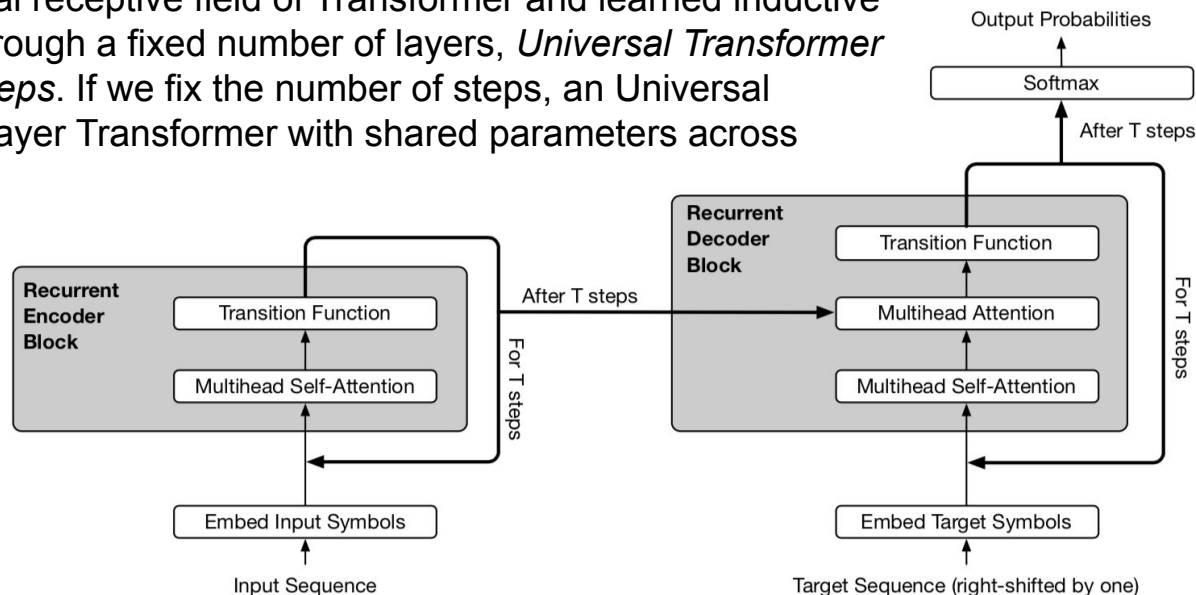 al receptive field of Transformer and learned inductive
rough a fixed number of layers, Universal Transformer
eps. If we fix the number of steps, an Universal
ayer Transformer with shared parameters across
Output Probabilities
Softmax
After T steps
Recurrent
Decoder
Block
Transition Function
Multihead Attention
Multihead Self-Attention
For T steps
Embed Target Symbols
Target Sequence (right-shifted by one)
After T steps
Recurrent
Encoder
Block
Transition Function
Multihead Self-Attention
For T steps
Embed Input Symbols
Input Sequence